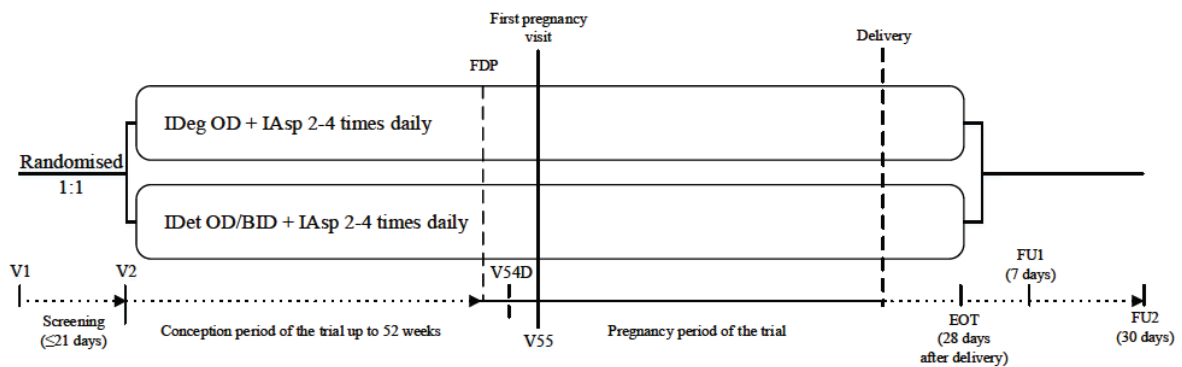 First pregnancy
visit
Delivery
FDP
IDeg OD + IAsp 2-4 times daily
Randomised
1:1
IDet OD/BID + IAsp 2-4 times daily
V1
V2
V54D
FU1
(7 days)
Screening
(≤21 days)
Conception period of the trial up to 52 weeks
V55
Pregnancy period of the trial
EOT
(28 days
after delivery)
FU2
(30 days)